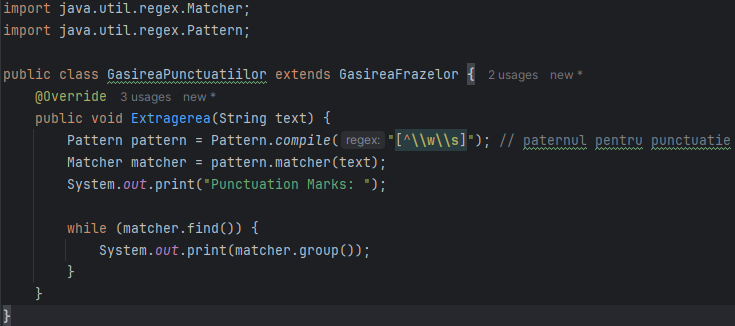 import java.util.regex.Matcher;
import java.util.regex.Pattern;
public class GasireaPunctuatiilor extends GasireaFrazelor { 2 usages new *
@Override 3 usages new *
public void Extragerea(String text) {
Pattern pattern = Pattern.compile( regex: "[^\\w\\s]"); // paternul pentru punctuatie
Matcher matcher = pattern.matcher(text);
System.out.print("Punctuation Marks: ");
while (matcher.find()) {
System.out.print(matcher.group());
}
}
}